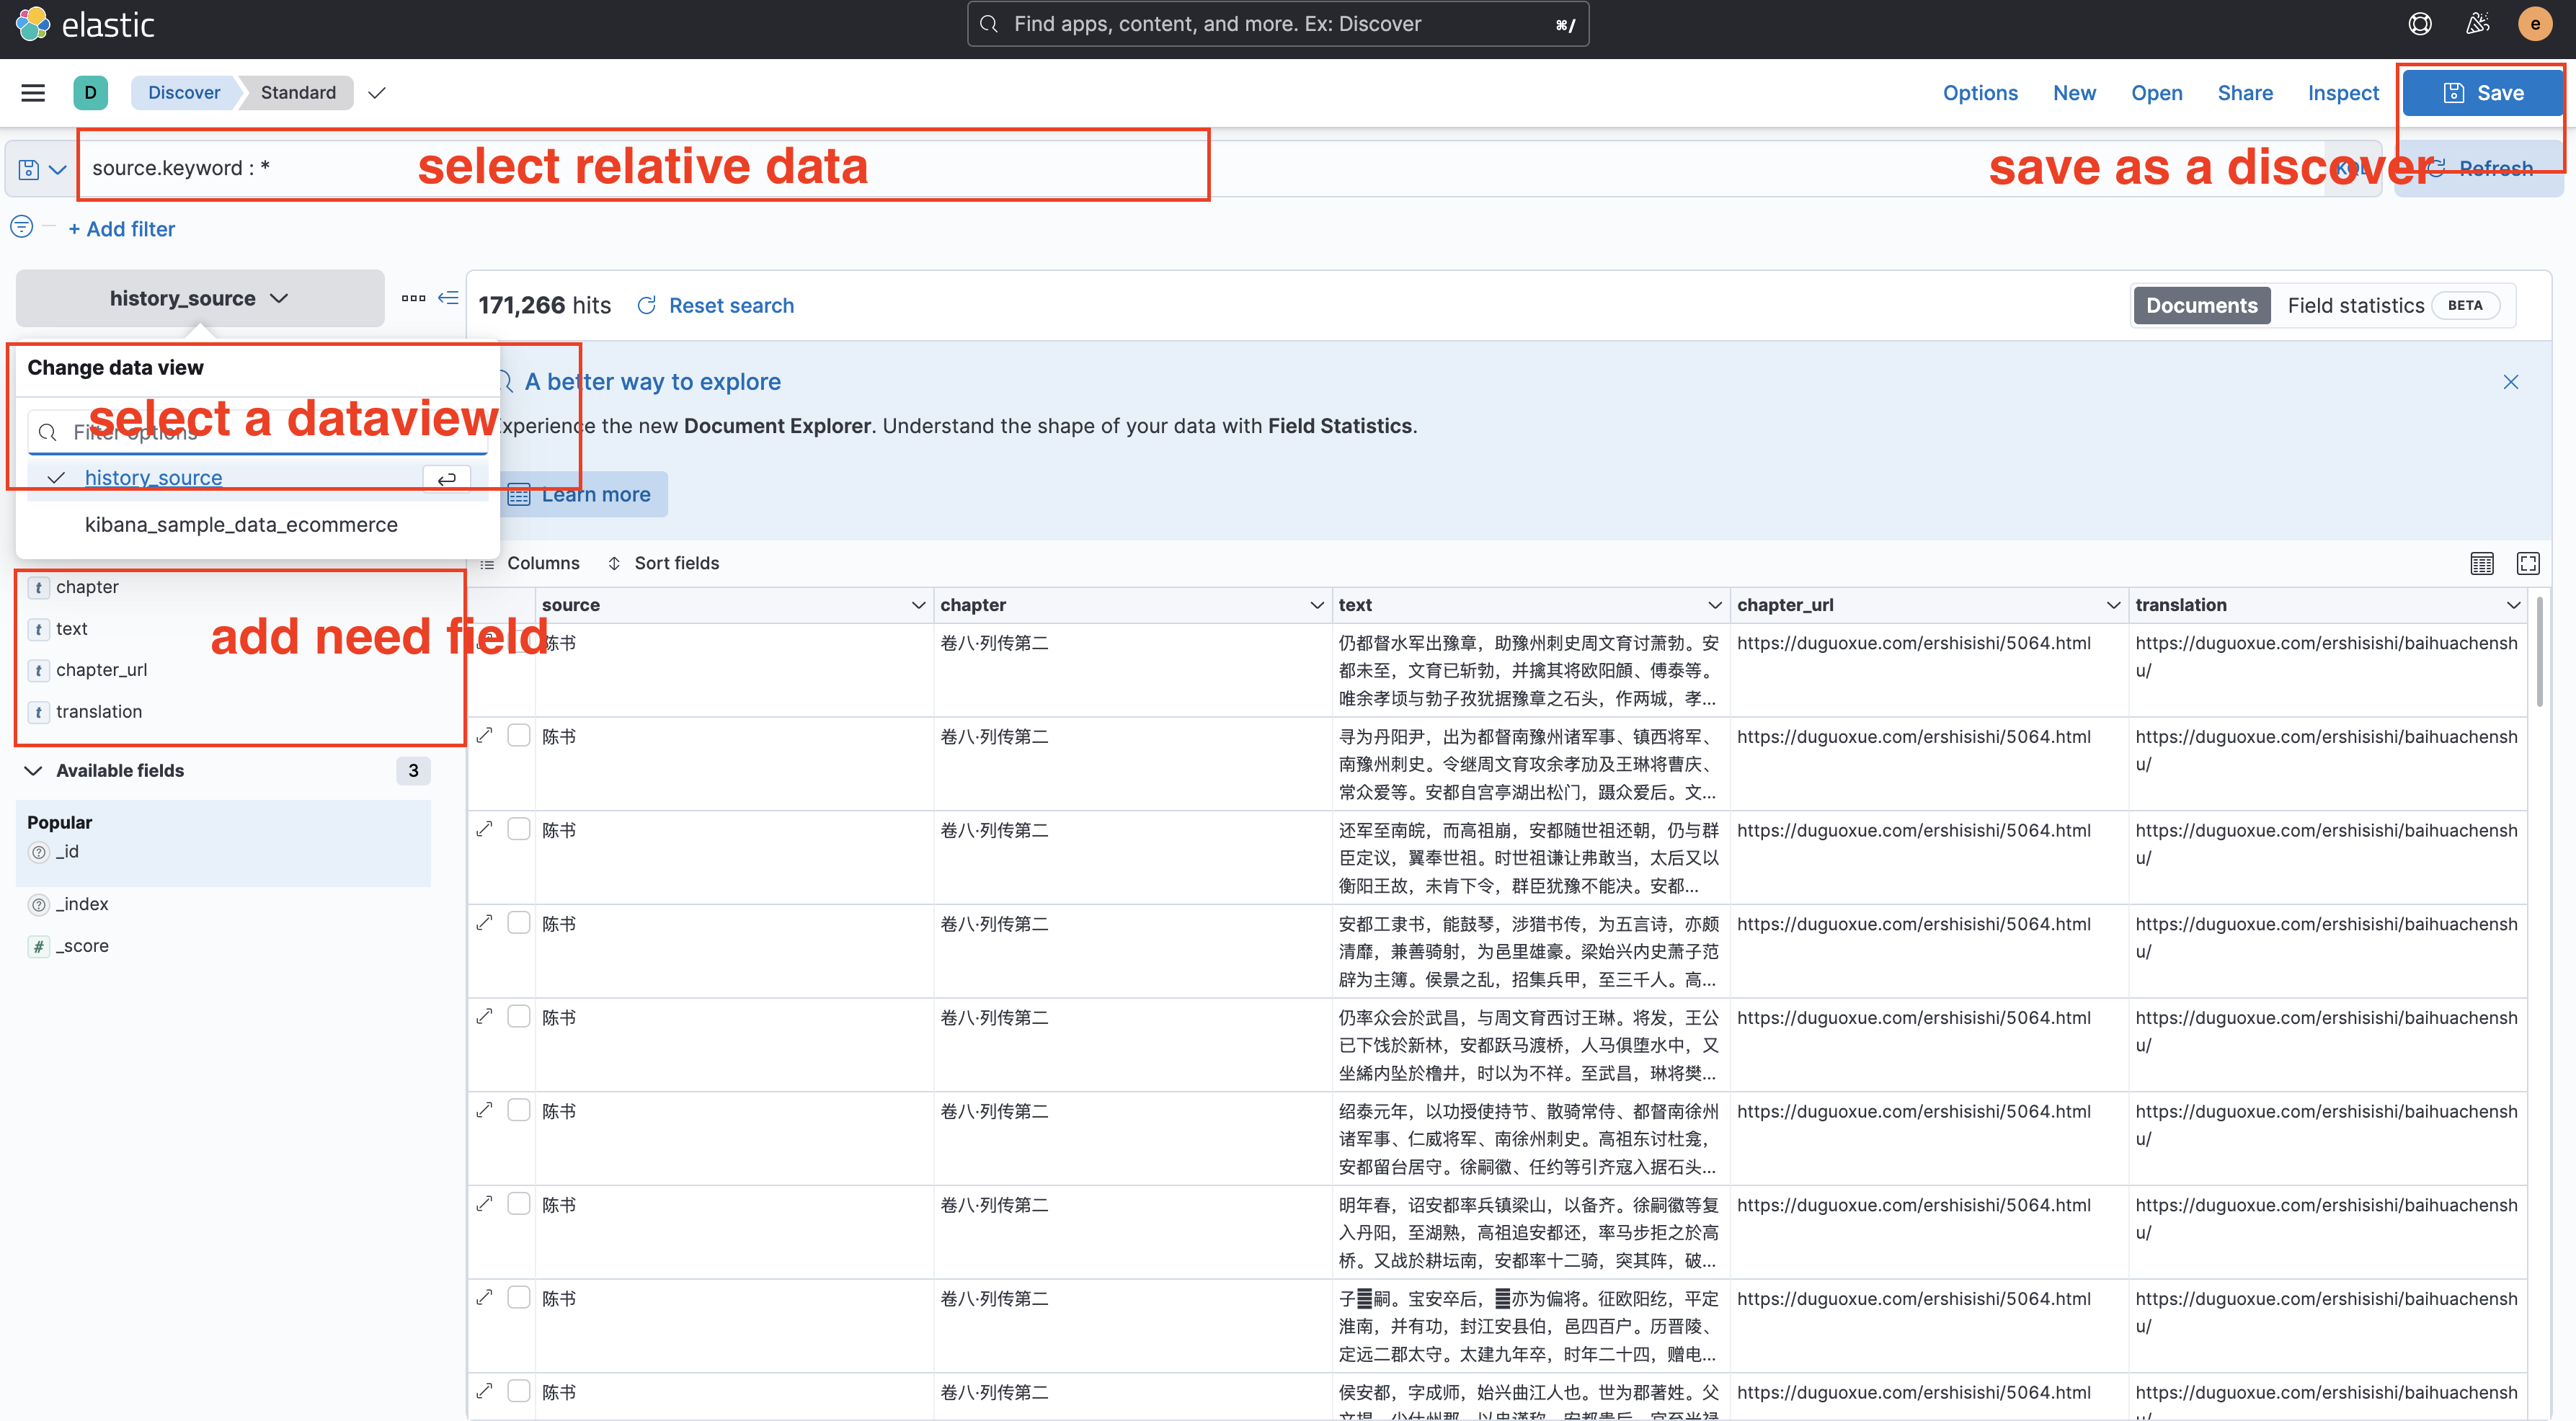 elastic
Find apps, content, and more. Ex: Discover
⌘/
e
D
Discover
Standard
Options
New
Open
Share
Inspect
Save
source.keyword : *
select relative data
save as a discover
Refresh
+ Add filter
history_source
171,266 hits
Reset search
Documents
Field statistics
BETA
Change data view
select a dataview
Filter options
history_source
kibana_sample_data_ecommerce
A better way to explore
xperience the new Document Explorer. Understand the shape of your data with Field Statistics.
Learn more
Columns
Sort fields
t chapter
t text
add need field
t chapter_url
t translation
Available fields
3
Popular
_id
_index
# _score
source
chapter
text
chapter_url
translation
陈书
卷八·列传第二
仍都督水军出豫章，助豫州刺史周文育讨萧勃。安
都未至，文育已斩勃，并擒其将欧阳頠、傅泰等。
唯余孝顷与勃子孜犹据豫章之石头，作两城，孝...
https://duguoxue.com/ershisishi/5064.html
https://duguoxue.com/ershisishi/baihuachensh
u/
陈书
卷八·列传第二
寻为丹阳尹，出为都督南豫州诸军事、镇西将军、
南豫州刺史。令继周文育攻余孝劢及王琳将曹庆、
常众爱等。安都自宫亭湖出松门，蹑众爱后。文...
https://duguoxue.com/ershisishi/5064.html
https://duguoxue.com/ershisishi/baihuachensh
u/
陈书
卷八·列传第二
还军至南皖，而高祖崩，安都随世祖还朝，仍与群
臣定议，翼奉世祖。时世祖谦让弗敢当，太后又以
衡阳王故，未肯下令，群臣犹豫不能决。安都...
https://duguoxue.com/ershisishi/5064.html
https://duguoxue.com/ershisishi/baihuachensh
u/
陈书
卷八·列传第二
安都工隶书，能鼓琴，涉猎书传，为五言诗，亦颇
清靡，兼善骑射，为邑里雄豪。梁始兴内史萧子范
辟为主簿。侯景之乱，招集兵甲，至三千人。高...
https://duguoxue.com/ershisishi/5064.html
https://duguoxue.com/ershisishi/baihuachensh
u/
陈书
卷八·列传第二
仍率众会於武昌，与周文育西讨王琳。将发，王公
已下饯於新林，安都跃马渡桥，人马俱堕水中，又
坐䋄内坠於橹井，时以为不祥。至武昌，琳将樊...
https://duguoxue.com/ershisishi/5064.html
https://duguoxue.com/ershisishi/baihuachensh
u/
陈书
卷八·列传第二
绍泰元年，以功授使持节、散骑常侍、都督南徐州
诸军事、仁威将军、南徐州刺史。高祖东讨杜龛，
安都留台居守。徐嗣徽、任约等引齐寇入据石头...
https://duguoxue.com/ershisishi/5064.html
https://duguoxue.com/ershisishi/baihuachensh
u/
陈书
卷八·列传第二
明年春，诏安都率兵镇梁山，以备齐。徐嗣徽等复
入丹阳，至湖熟，高祖追安都还，率马步拒之於高
桥。又战於耕坛南，安都率十二骑，突其阵，破...
https://duguoxue.com/ershisishi/5064.html
https://duguoxue.com/ershisishi/baihuachensh
u/
陈书
卷八·列传第二
子䷁嗣。宝安卒后，䷁亦为偏将。征欧阳纥，平定
淮南，并有功，封江安县伯，邑四百户。历晋陵、
定远二郡太守。太建九年卒，时年二十四，赠电...
https://duguoxue.com/ershisishi/5064.html
https://duguoxue.com/ershisishi/baihuachensh
u/
陈书
卷八·列传第二
侯安都，字成师，始兴曲江人也。世为郡著姓。父
https://duguoxue.com/ershisishi/5064.html
https://duguoxue.com/ershisishi/baihuachensh